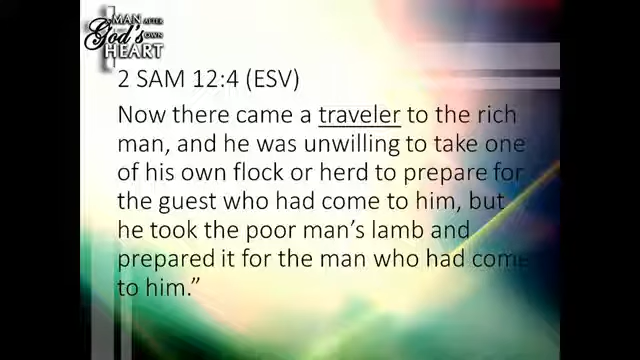 A MAN AFTER
God's OWN
HEART
2 SAM 12:4 (ESV)
Now there came a traveler to the rich
man, and he was unwilling to take one
of his own flock or herd to prepare for
the guest who had come to him, but
he took the poor man’s lamb and
prepared it for the man who had come
to him.”